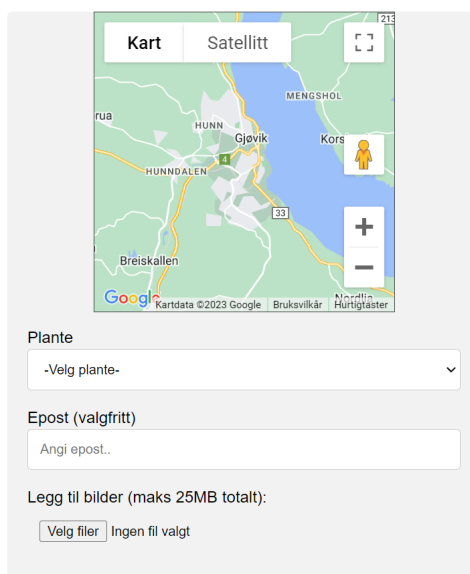 213
Kart Satellitt
MENGSHOL
rua
HUNN
Gjøvik
Kors
4
HUNNDALEN
33
Breiskallen
Nordlia
Google
Kartdata ©2023 Google Bruksvilkår Hurtigtaster
Plante
-Velg plante-
Epost (valgfritt)
Angi epost..
Legg til bilder (maks 25MB totalt):
Velg filer Ingen fil valgt